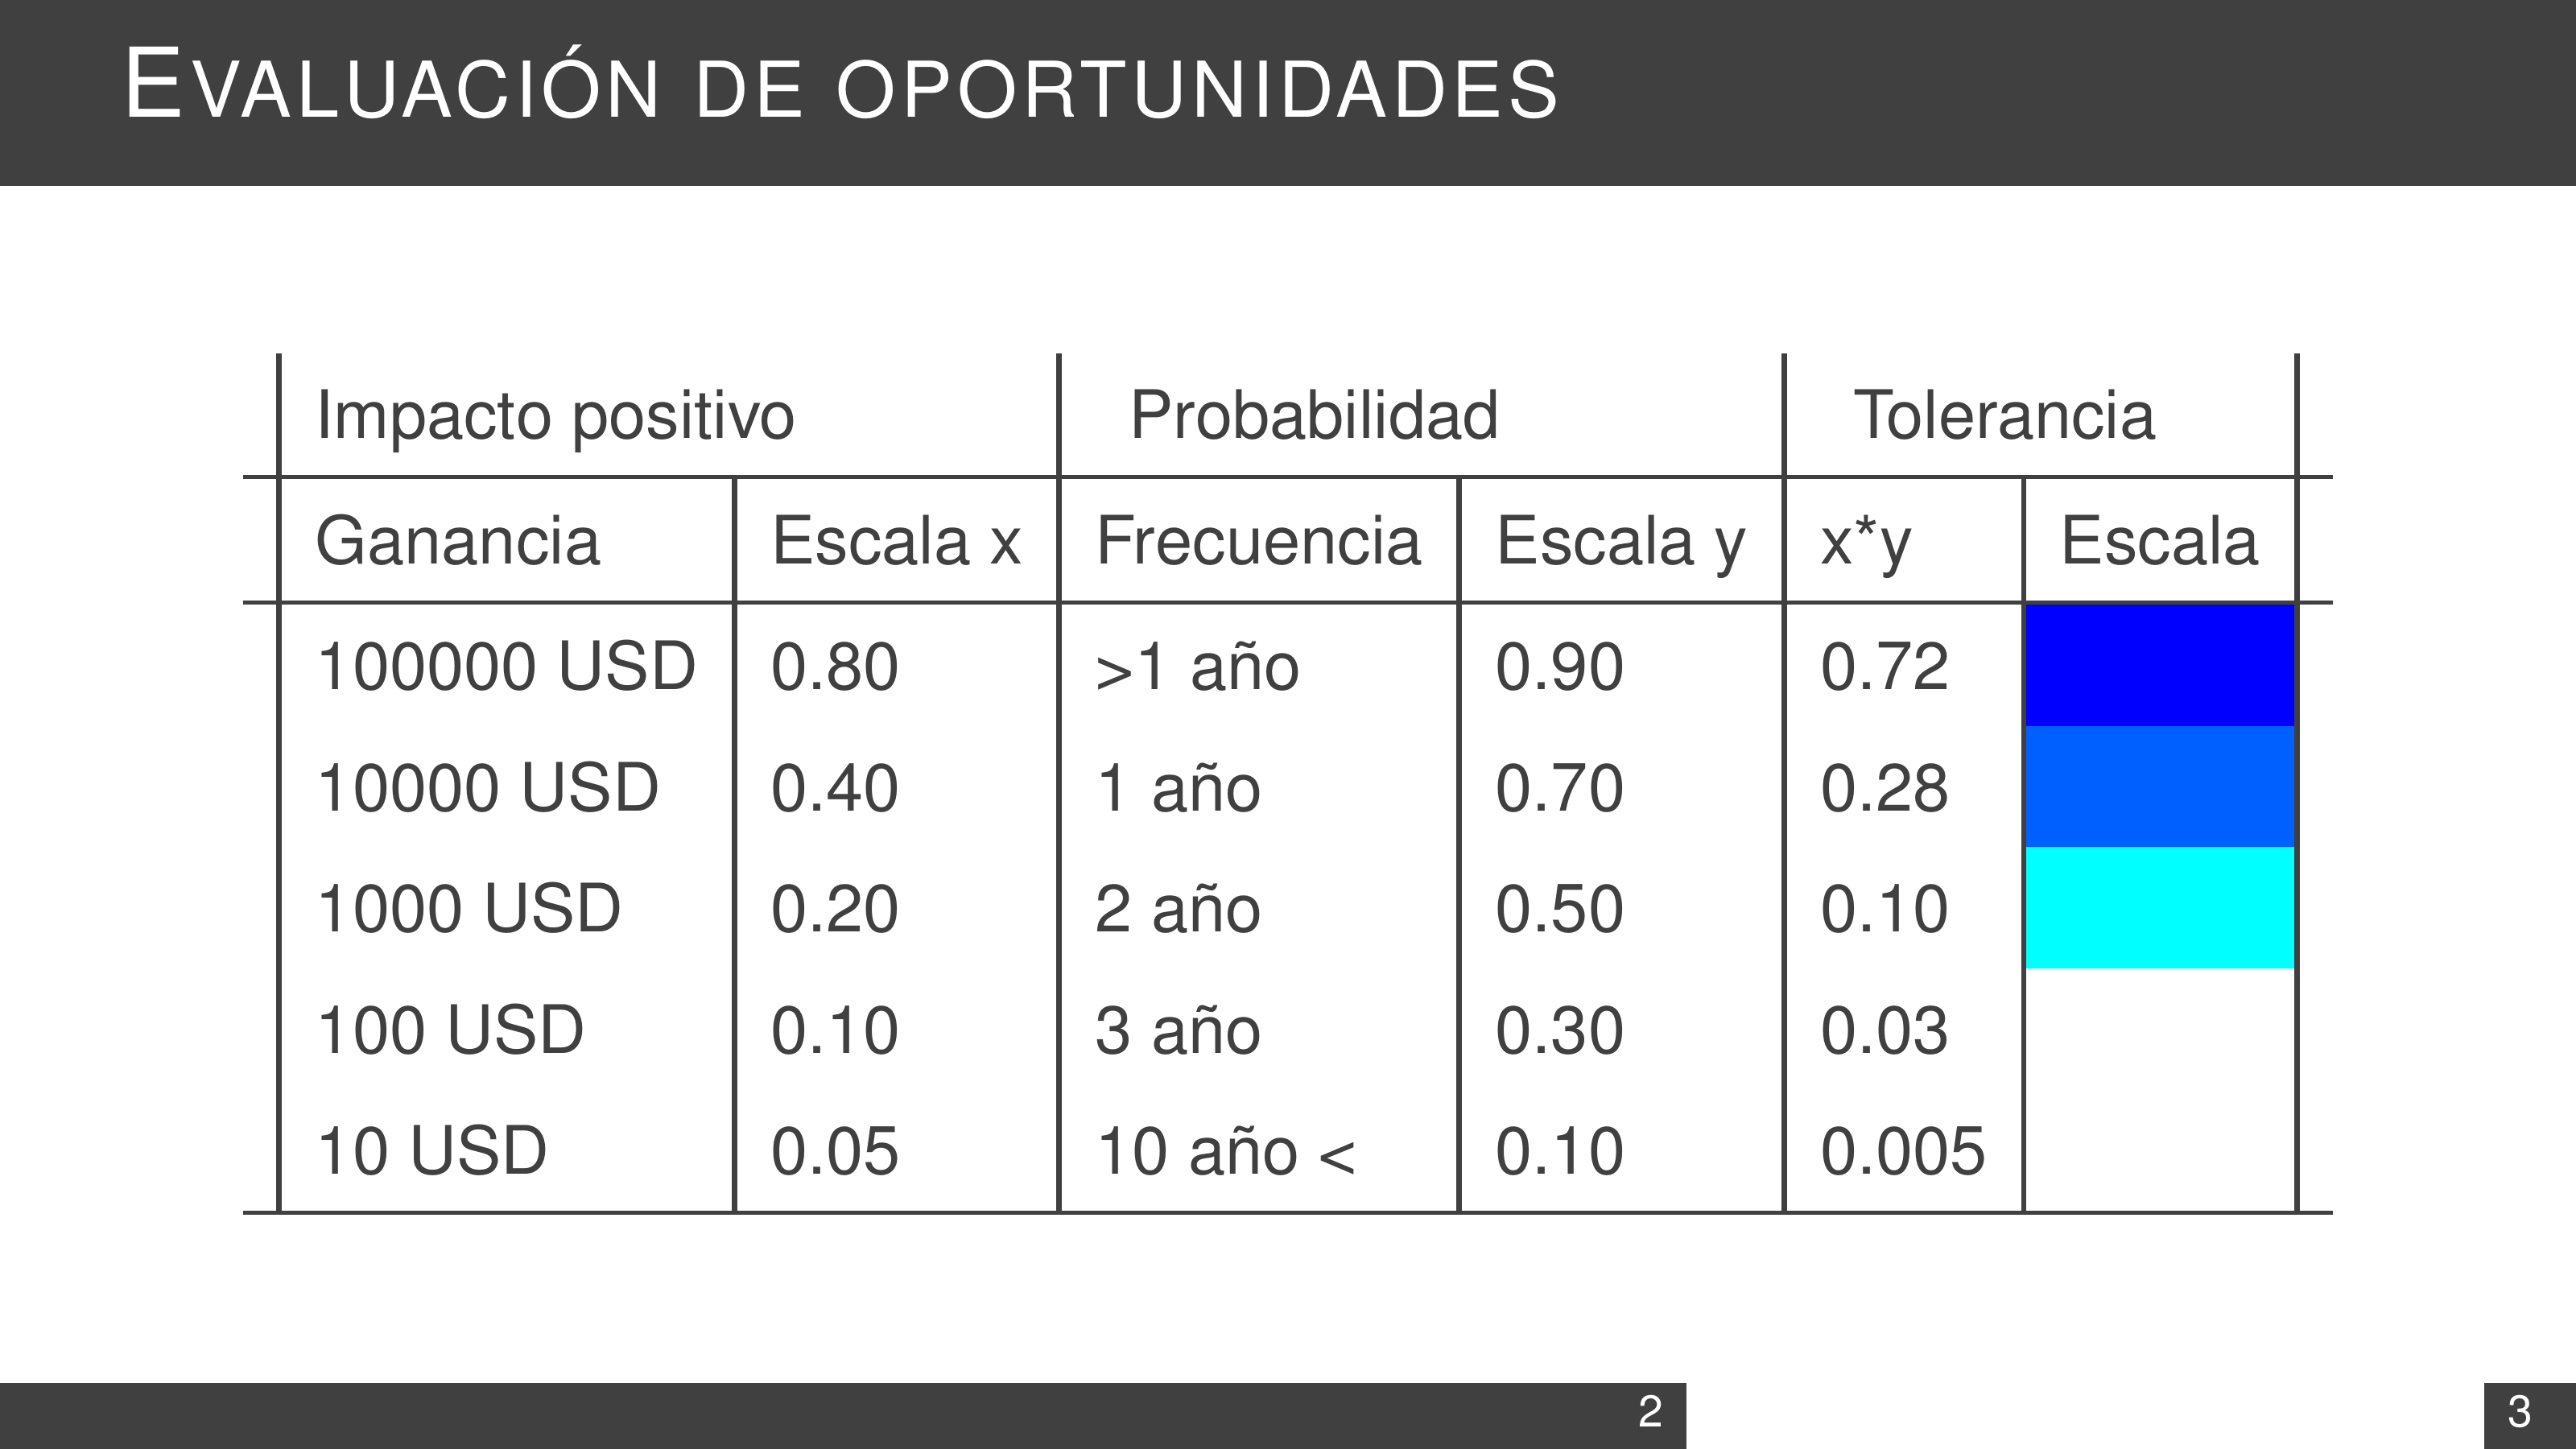 EVALUACIÓN DE OPORTUNIDADES
Impacto positivo Probabilidad Tolerancia
Ganancia Escala x Frecuencia Escala y x*y Escala
100000 USD 0.80 >1 año 0.90 0.72
10000 USD 0.40 1 año 0.70 0.28
1000 USD 0.20 2 año 0.50 0.10
100 USD 0.10 3 año 0.30 0.03
10 USD 0.05 10 año < 0.10 0.005
2 3